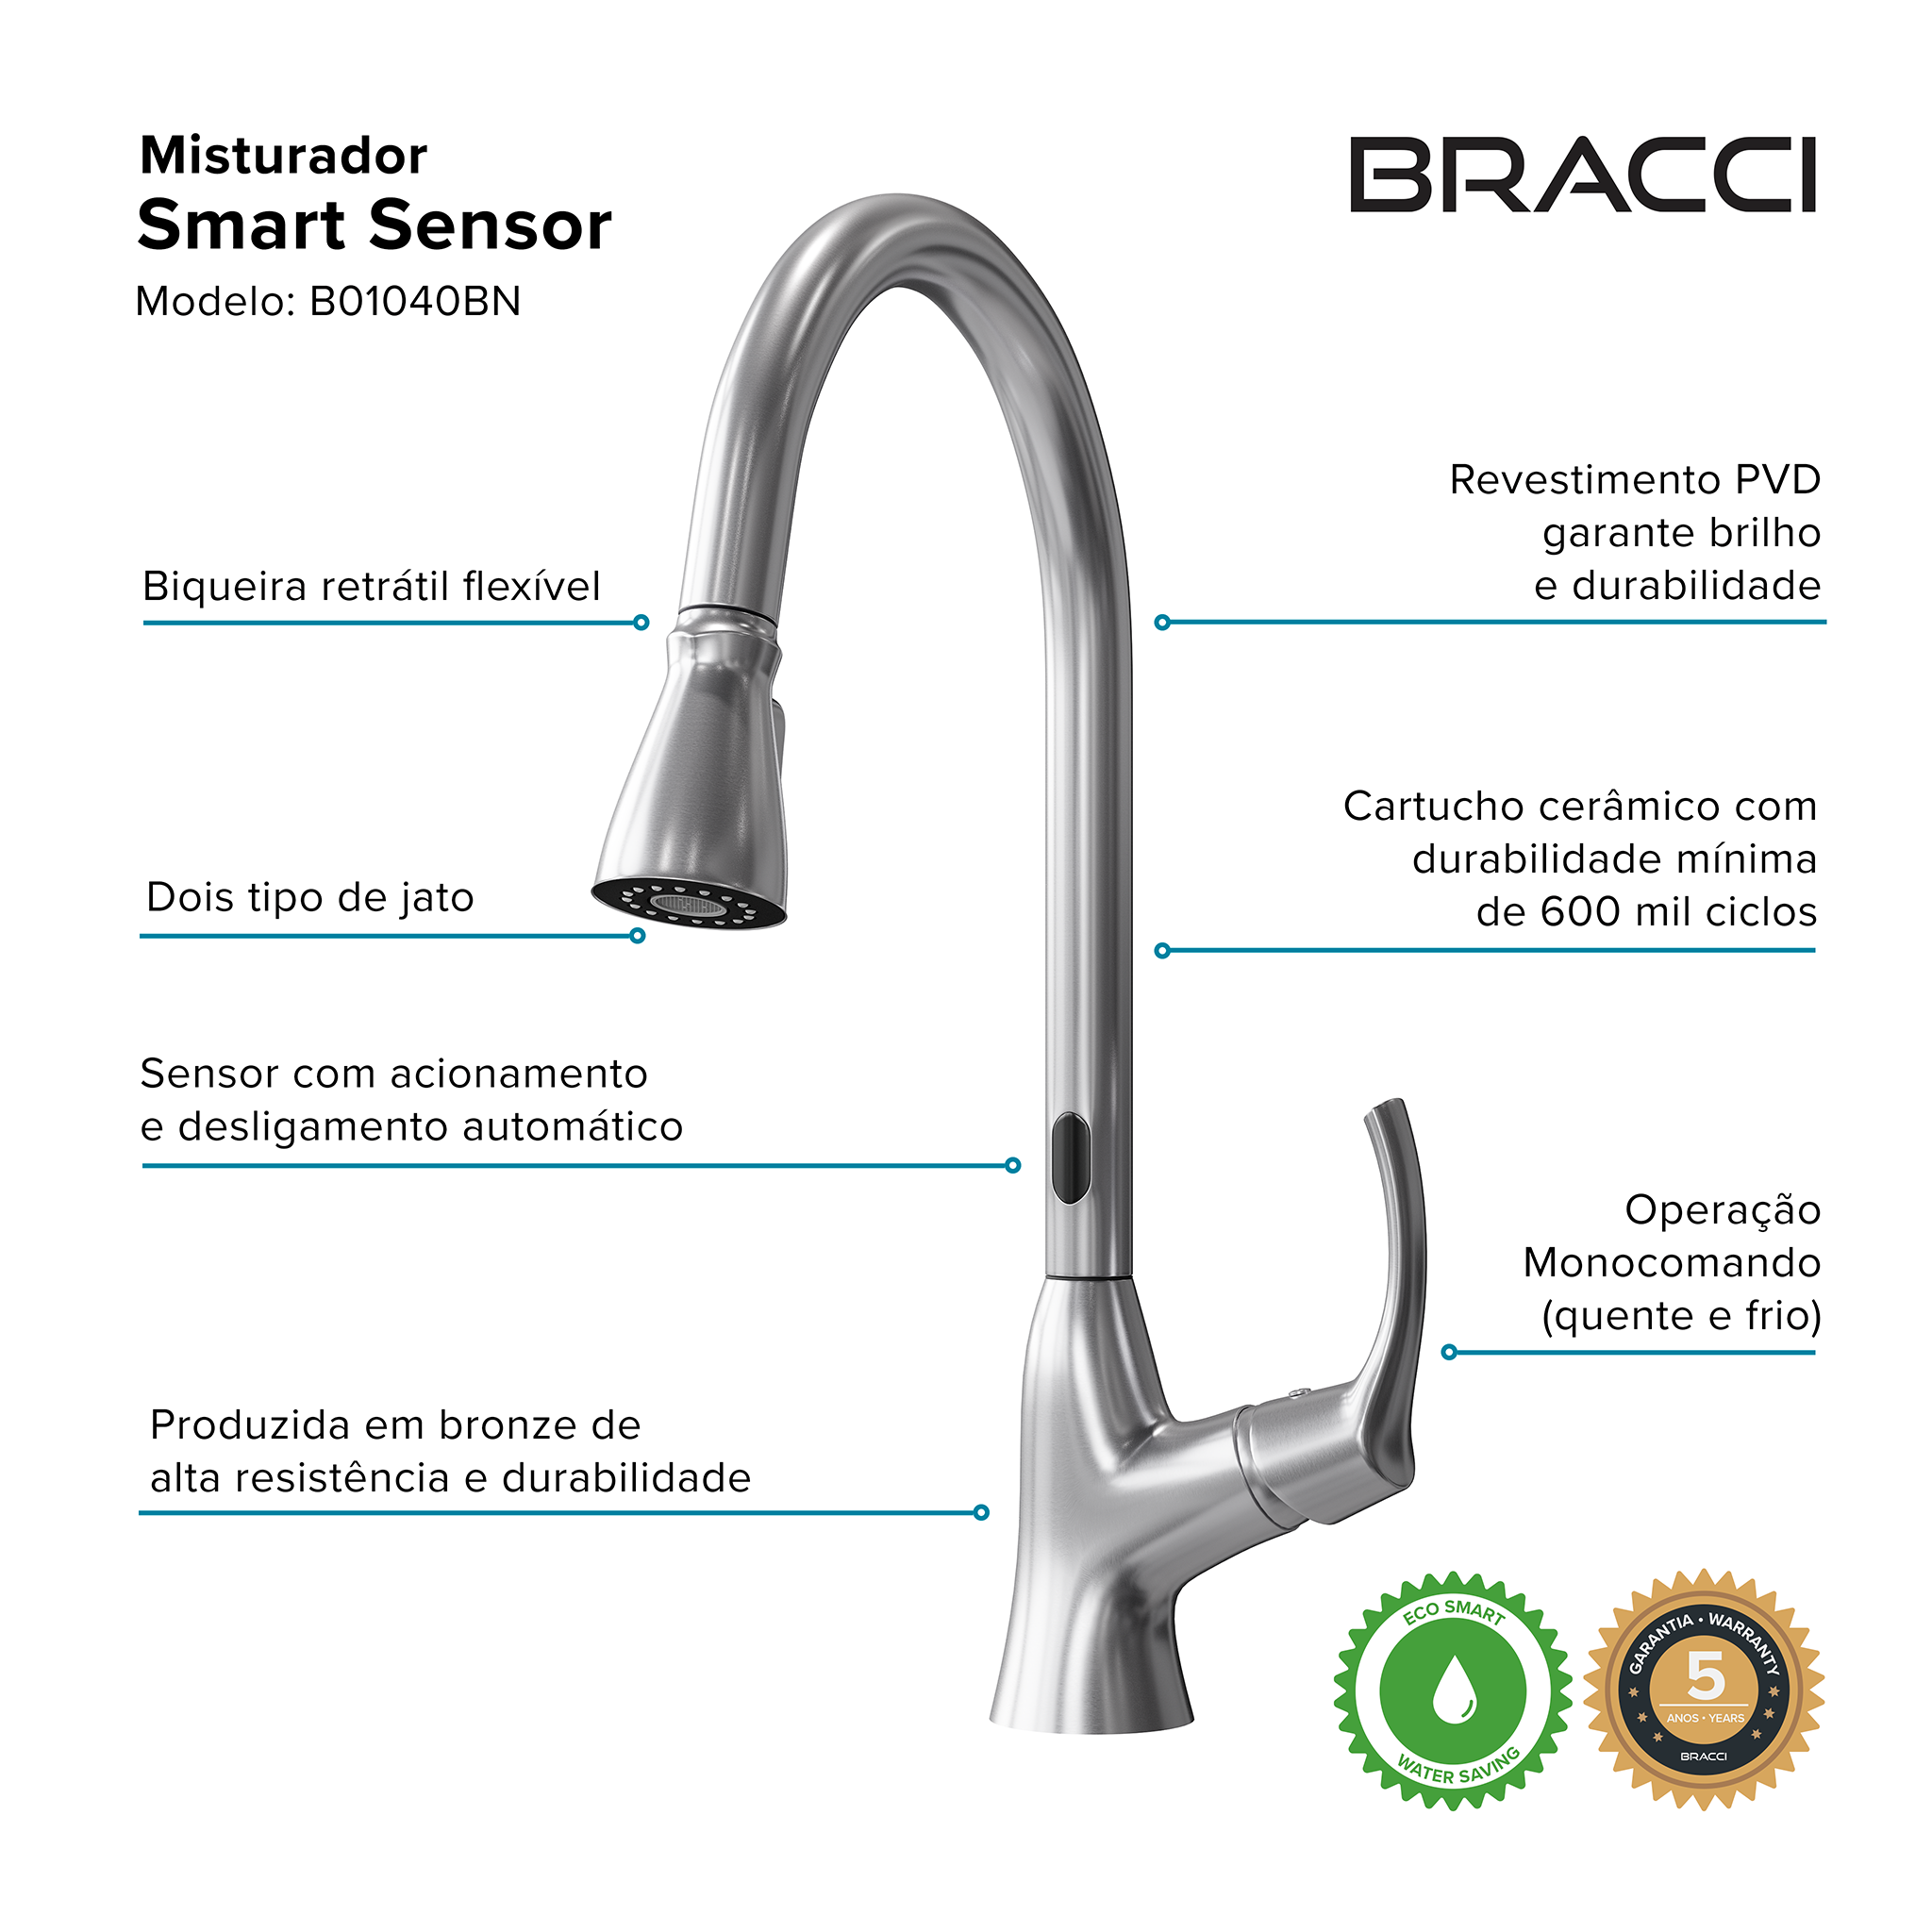 Misturador
Smart Sensor
Modelo: B01040BN
BRACCI
Biqueira retrátil flexível
Revestimento PVD
garante brilho
e durabilidade
Dois tipo de jato
Cartucho cerâmico com
durabilidade mínima
de 600 mil ciclos
Sensor com acionamento
e desligamento automático
Operação
Monocomando
(quente e frio)
Produzida em bronze de
alta resistência e durabilidade
ECO SMART
WATER SAVING
GARANTIA • WARRANTY
5
ANOS • YEARS
BRACCI